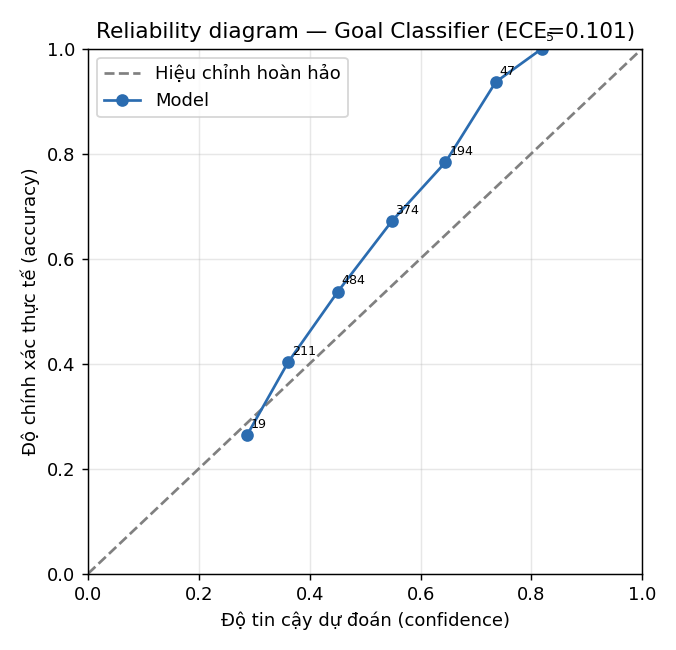 Reliability diagram — Goal Classifier (ECE=0.101)
Hiệu chỉnh hoàn hảo
Model
5
47
194
374
484
211
19
1.0
0.8
0.6
0.4
0.2
0.0
0.0 0.2 0.4 0.6 0.8 1.0
Độ chính xác thực tế (accuracy)
Độ tin cậy dự đoán (confidence)